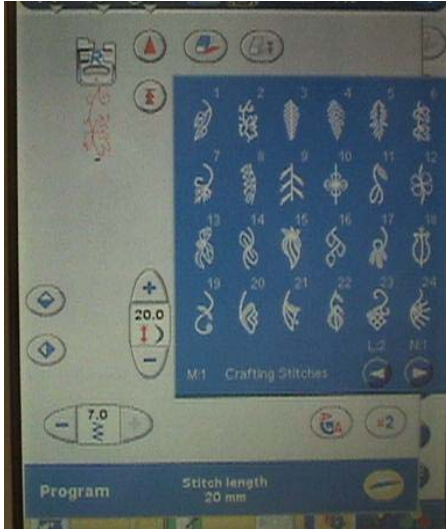 R
1 2 3 4 5 6
7 8 9 10 11 12
13 14 15 16 17 18
19 20 21 22 23 24
+
20.0
−
L:2 N:1
M:1 Crafting Stitches
− 7.0 +
×2
Program
Stitch length
20 mm